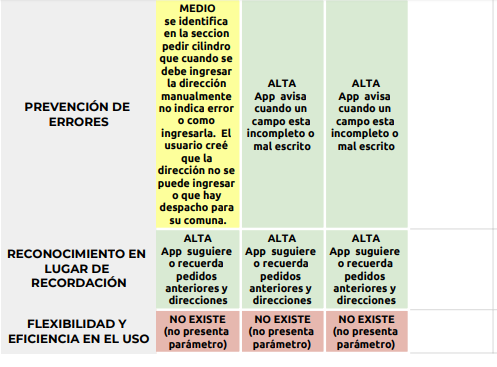 PREVENCIÓN DE
ERRORES
MEDIO
se identifica
en la seccion
pedir cilindro
que cuando se
debe ingresar
la dirección
manualmente
no indica error
o como
ingresarla. El
usuario creé
que la
dirección no se
puede ingresar
o que hay
despacho para
su comuna.
ALTA
App avisa
cuando un
campo esta
incompleto o
mal escrito
ALTA
App avisa
cuando un
campo esta
incompleto o
mal escrito
RECONOCIMIENTO EN
LUGAR DE
RECORDACIÓN
ALTA
App suguiere
o recuerda
pedidos
anteriores y
direcciones
ALTA
App suguiere
o recuerda
pedidos
anteriores y
direcciones
ALTA
App suguiere
o recuerda
pedidos
anteriores y
direcciones
FLEXIBILIDAD Y
EFICIENCIA EN EL USO
NO EXISTE
(no presenta
parámetro)
NO EXISTE
(no presenta
parámetro)
NO EXISTE
(no presenta
parámetro)